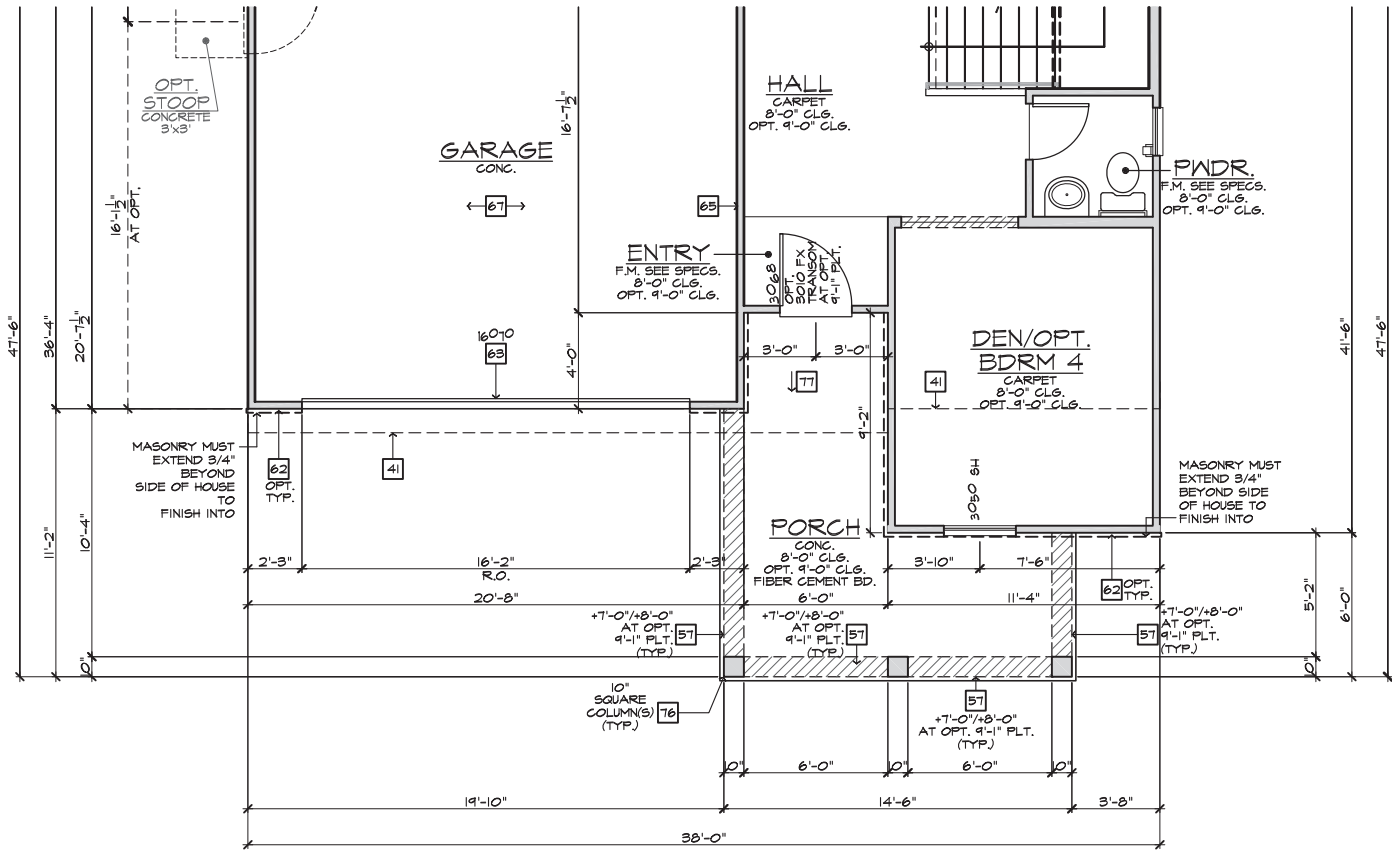 OPT.
STOOP
CONCRETE
3'x3'
16'-1 1/2"
AT OPT.
GARAGE
CONC.
67
65
16'-7 1/2"
HALL
CARPET
8'-0" CLG.
OPT. 9'-0" CLG.
PWDR.
F.M. SEE SPECS.
8'-0" CLG.
OPT. 9'-0" CLG.
ENTRY
F.M. SEE SPECS.
8'-0" CLG.
OPT. 9'-0" CLG.
3068
OPT.
3010 FX
TRANSOM
AT OPT.
9'-1" PLT.
47'-6"
36'-4"
20'-7 1/2"
16070
63
4'-0"
3'-0"
3'-0"
77
DEN/OPT.
BDRM 4
CARPET
8'-0" CLG.
OPT. 9'-0" CLG.
41
41'-6"
47'-6"
9'-2"
MASONRY MUST
EXTEND 3/4"
BEYOND
SIDE OF HOUSE
TO
FINISH INTO
62
OPT.
TYP.
41
3050 SH
MASONRY MUST
EXTEND 3/4"
BEYOND SIDE
OF HOUSE TO
FINISH INTO
11'-2"
10'-4"
PORCH
CONC.
8'-0" CLG.
OPT. 9'-0" CLG.
FIBER CEMENT BD.
2'-3"
16'-2"
R.O.
2'-3"
3'-10"
7'-6"
62
OPT.
TYP.
20'-8"
6'-0"
11'-4"
5'-2"
6'-0"
+7'-0"/+8'-0"
AT OPT.
9'-1" PLT.
(TYP.)
57
+7'-0"/+8'-0"
AT OPT.
9'-1" PLT.
(TYP.)
57
57
+7'-0"/+8'-0"
AT OPT.
9'-1" PLT.
(TYP.)
10"
10"
10"
SQUARE
COLUMN(S)
(TYP.)
76
57
+7'-0"/+8'-0"
AT OPT. 9'-1" PLT.
(TYP.)
10"
6'-0"
10"
6'-0"
10"
19'-10"
14'-6"
3'-8"
38'-0"